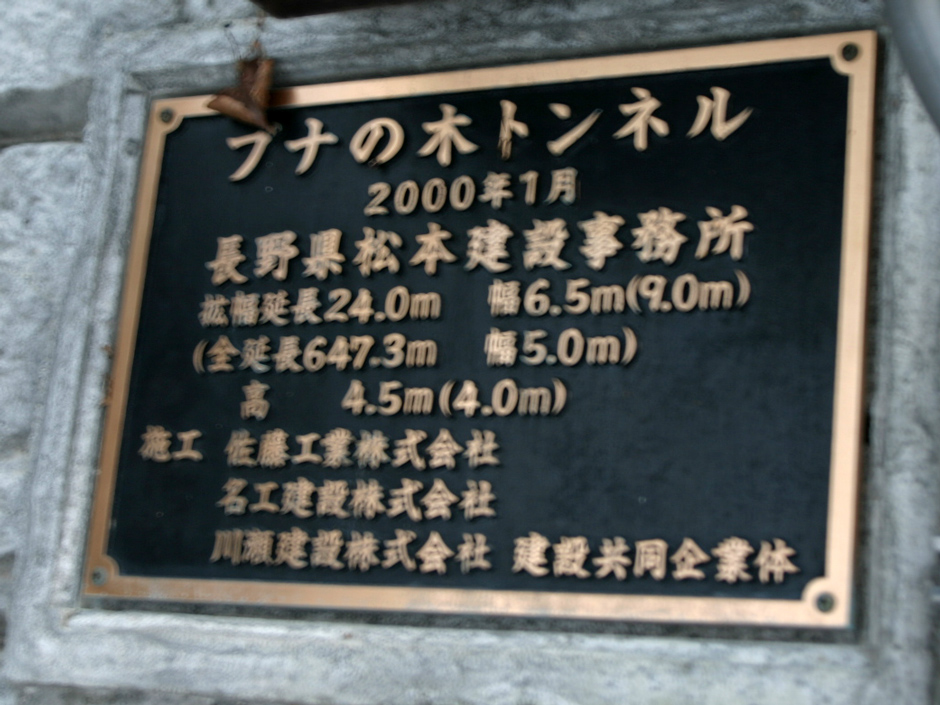 ブナの木トンネル
2000年1月
長野県松本建設事務所
拡幅延長24.0m 幅6.5m(9.0m)
(全延長647.3m 幅5.0m)
高 4.5m(4.0m)
施工 佐藤工業株式会社
名工建設株式会社
川瀬建設株式会社 建設共同企業体